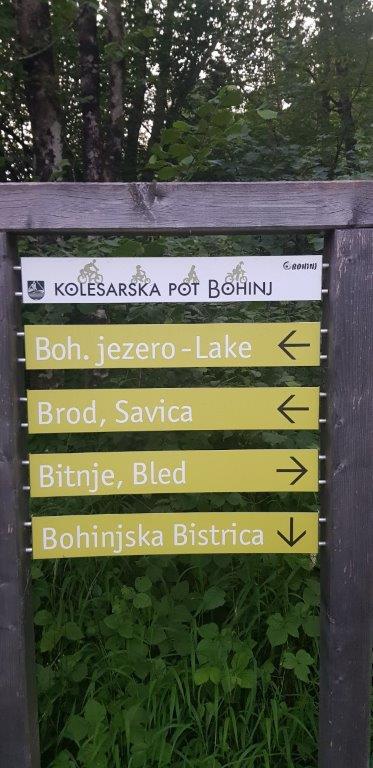 BOHINJ
KOLESARSKA POT BOHINJ
Boh. jezero - Lake ←
Brod, Savica ←
Bitnje, Bled →
Bohinjska Bistrica ↓